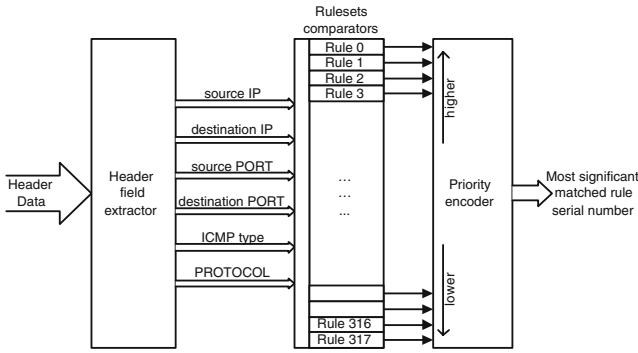 Rulesets
comparators
Rule 0
Rule 1
Rule 2
Rule 3
source IP
destination IP
source PORT
destination PORT
ICMP type
PROTOCOL
Header
Data
Header
field
extractor
...
...
...
Rule 316
Rule 317
higher
Priority
encoder
lower
Most significant
matched rule
serial number